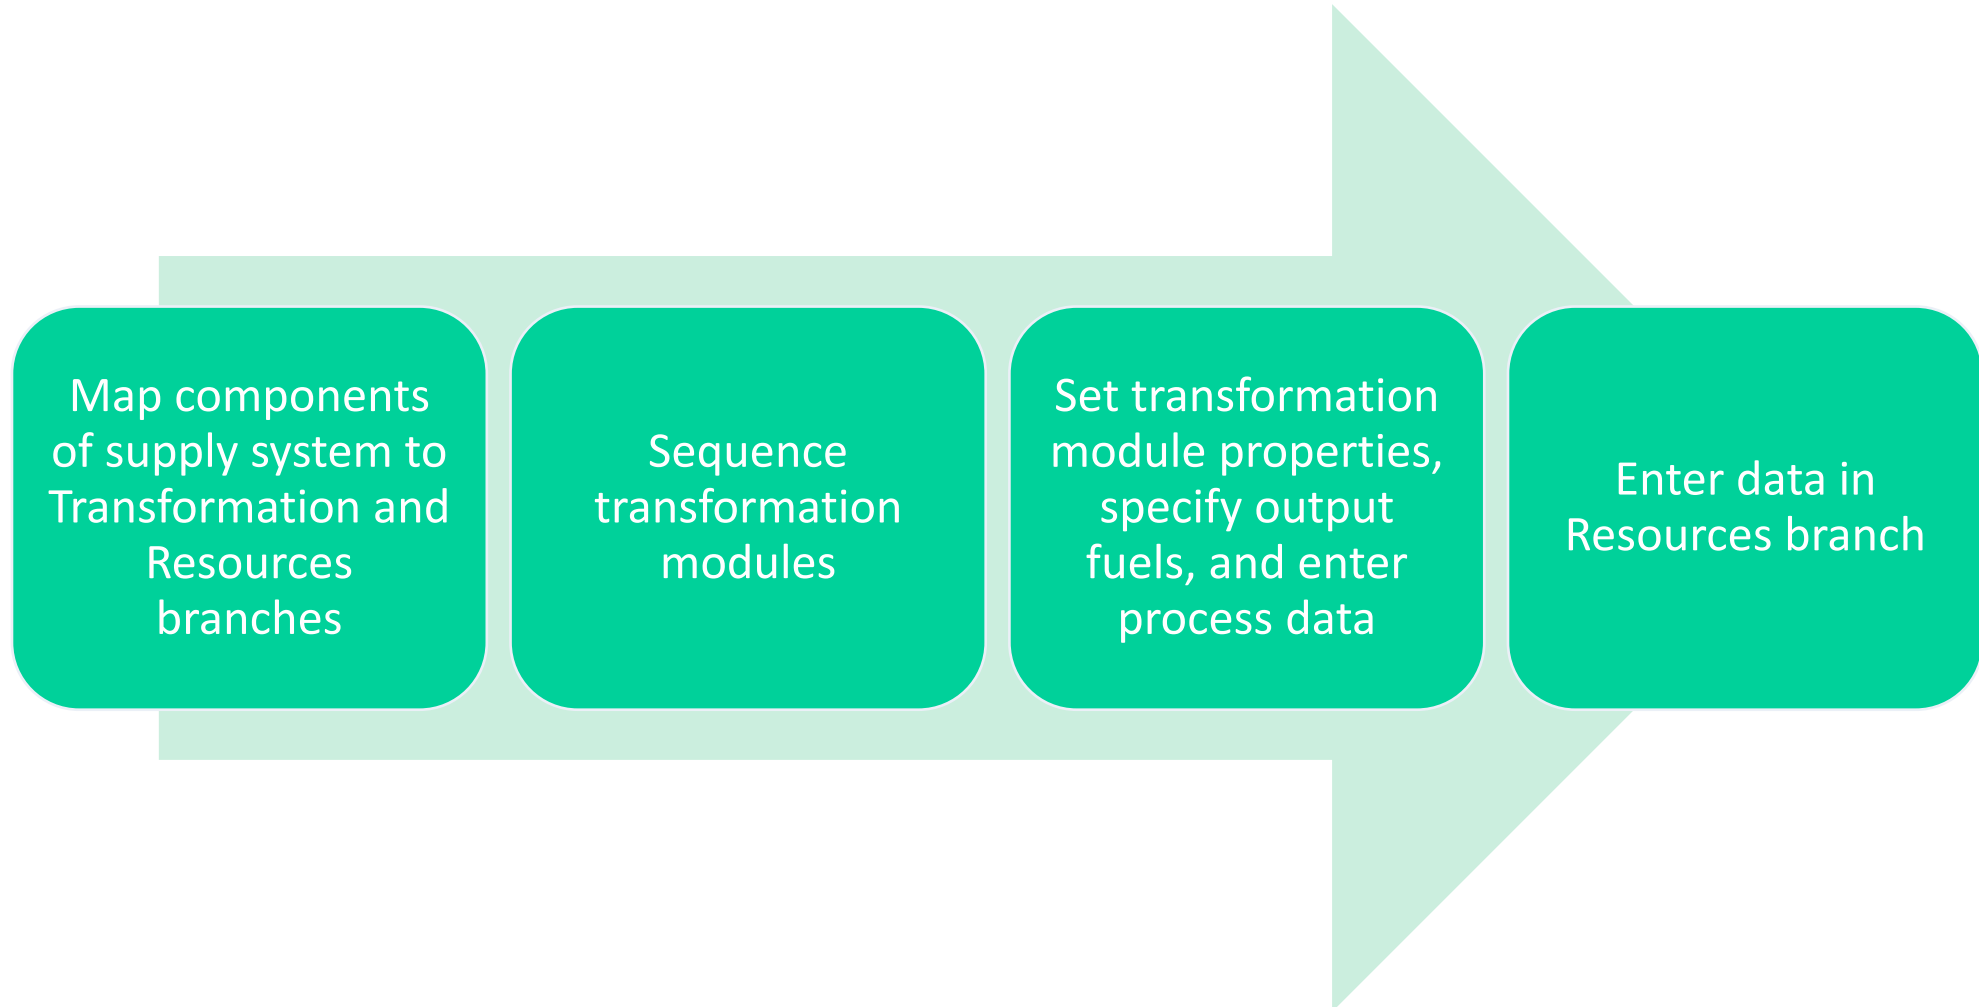 Map components
of supply system to
Transformation and
Resources
branches
Sequence
transformation
modules
Set transformation
module properties,
specify output
fuels, and enter
process data
Enter data in
Resources branch